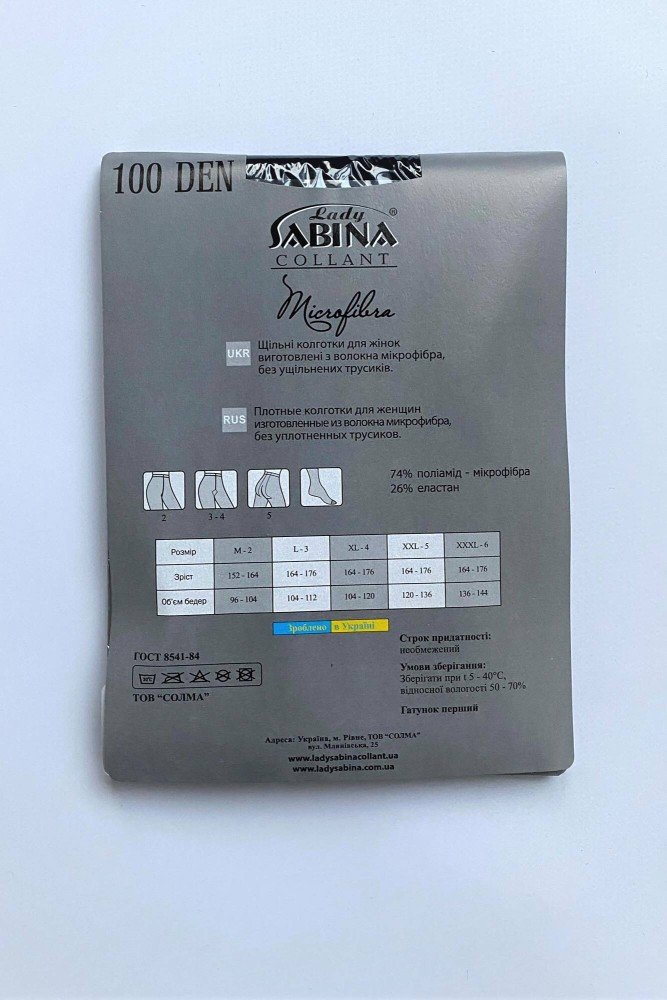 100 DEN
Lady
SABINA®
COLLANT
Microfibra
UKR
Щільні колготки для жінок
виготовлені з волокна мікрофібра,
без ущільнених трусиків.
RUS
Плотные колготки для женщин
изготовленные из волокна микрофибра,
без уплотненных трусиков.
74% поліамід - мікрофібра
26% еластан
2 3 - 4 5
Розмір M - 2 L - 3 XL - 4 XXL - 5 XXXL - 6
Зріст 152 - 164 164 - 176 164 - 176 164 - 176 164 - 176
Об'єм бедер 96 - 104 104 - 112 104 - 120 120 - 136 136 - 144
Зроблено в Україні
ГОСТ 8541-84
ТОВ "СОЛМА"
Строк придатності:
необмежений
Умови зберігання:
Зберігати при t 5 - 40°С,
відносної вологості 50 - 70%
Гатунок перший
Адреса: Україна, м. Рівне, ТОВ "СОЛМА"
вул. 25
www.ladysabinacollant.ua
www.ladysabina.com.ua